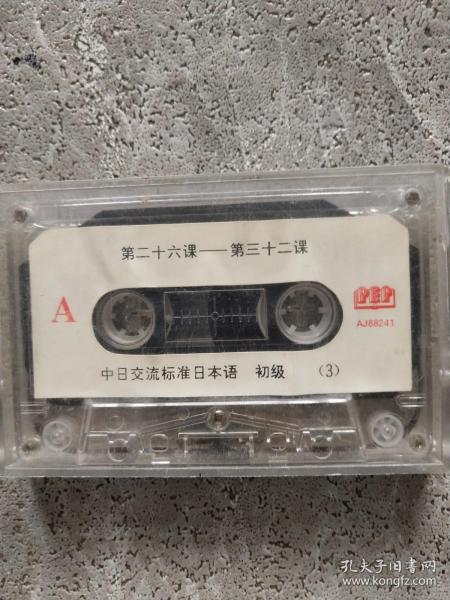 第二十六课——第三十二课
A
PEP
AJ88241
中日交流标准日本语 初级 （3）
孔夫子旧书网
www.kongfz.com